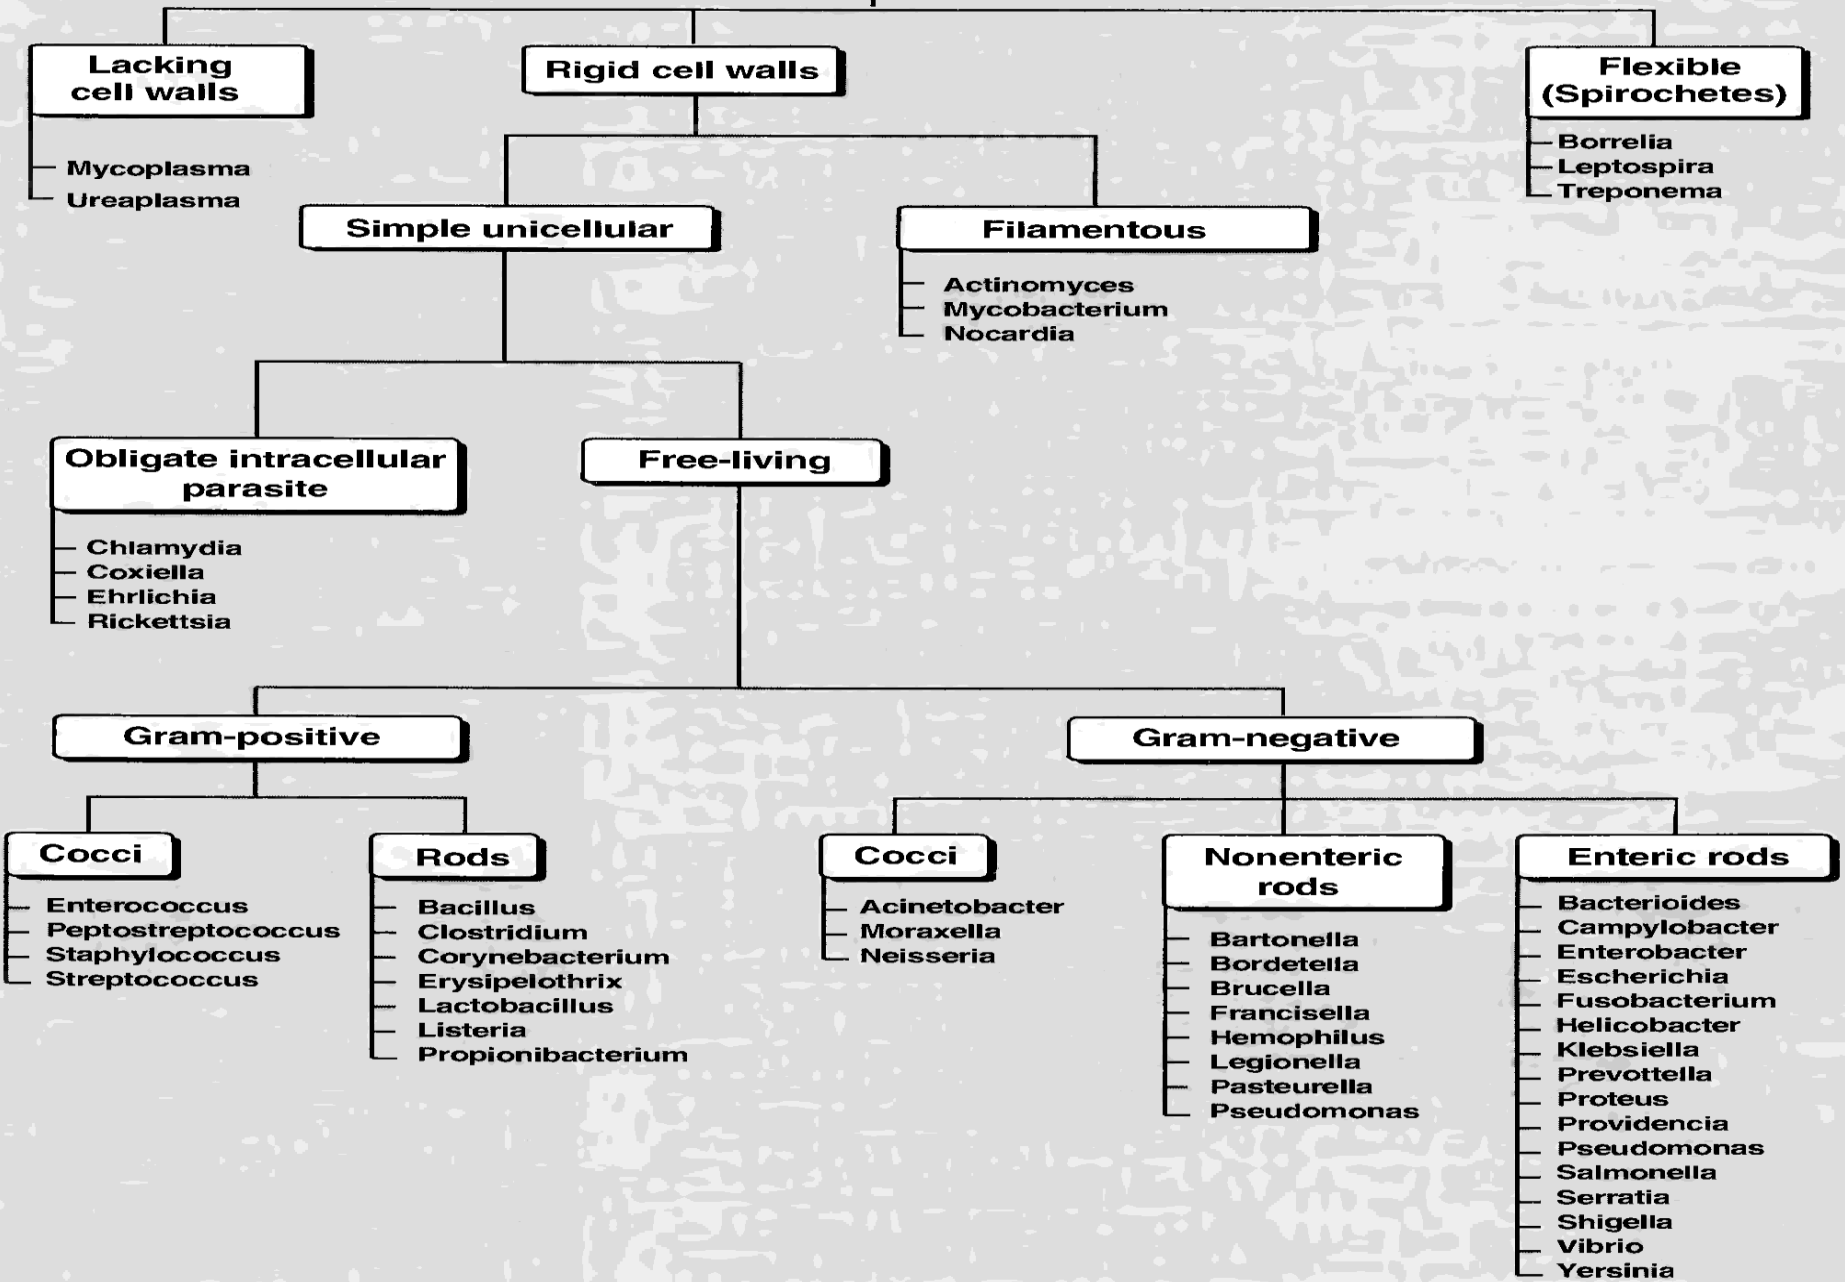 Lacking
cell walls
Mycoplasma
Ureaplasma
Rigid cell walls
Flexible
(Spirochetes)
Borrelia
Leptospira
Treponema
Simple unicellular
Filamentous
Actinomyces
Mycobacterium
Nocardia
Obligate intracellular
parasite
Chlamydia
Coxiella
Ehrlichia
Rickettsia
Free-living
Gram-positive
Cocci
Enterococcus
Peptostreptococcus
Staphylococcus
Streptococcus
Rods
Bacillus
Clostridium
Corynebacterium
Erysipelothrix
Lactobacillus
Listeria
Propionibacterium
Gram-negative
Cocci
Acinetobacter
Moraxella
Neisseria
Nonenteric
rods
Bartonella
Bordetella
Brucella
Francisella
Hemophilus
Legionella
Pasteurella
Pseudomonas
Enteric rods
Bacterioides
Campylobacter
Enterobacter
Escherichia
Fusobacterium
Helicobacter
Klebsiella
Prevottella
Proteus
Providencia
Pseudomonas
Salmonella
Serratia
Shigella
Vibrio
Yersinia